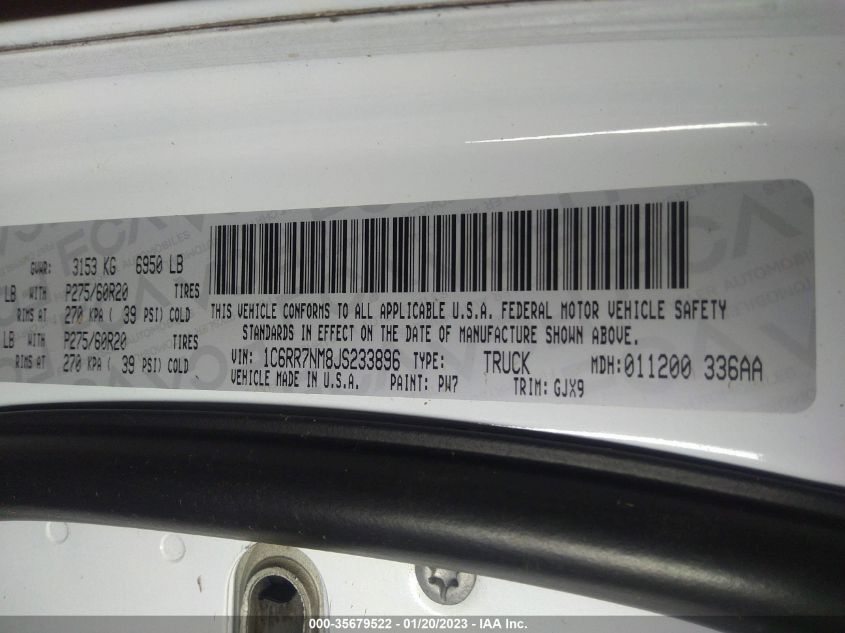 GVWR: 3153 KG 6950 LB
LB WITH P275/60R20 TIRES
RIMS AT 270 KPA ( 39 PSI) COLD
LB WITH P275/60R20 TIRES
RIMS AT 270 KPA ( 39 PSI) COLD
THIS VEHICLE CONFORMS TO ALL APPLICABLE U.S.A. FEDERAL MOTOR VEHICLE SAFETY
STANDARDS IN EFFECT ON THE DATE OF MANUFACTURE SHOWN ABOVE.
VIN: 1C6RR7NM8JS233896 TYPE: TRUCK MDH:011200 336AA
VEHICLE MADE IN U.S.A. PAINT: PW7 TRIM: GJX9
000-35679522 - 01/20/2023 - IAA Inc.